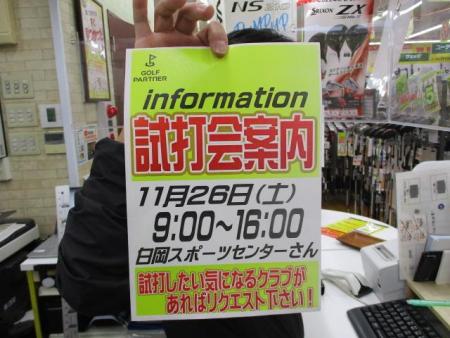 NS
SRIXON ZX
GOLF
PARTNER
information
試打会案内
11月26日(土)
9:00~16:00
白岡スポーツセンターさん
試打したい気になるクラブが
あればリクエスト下さい!